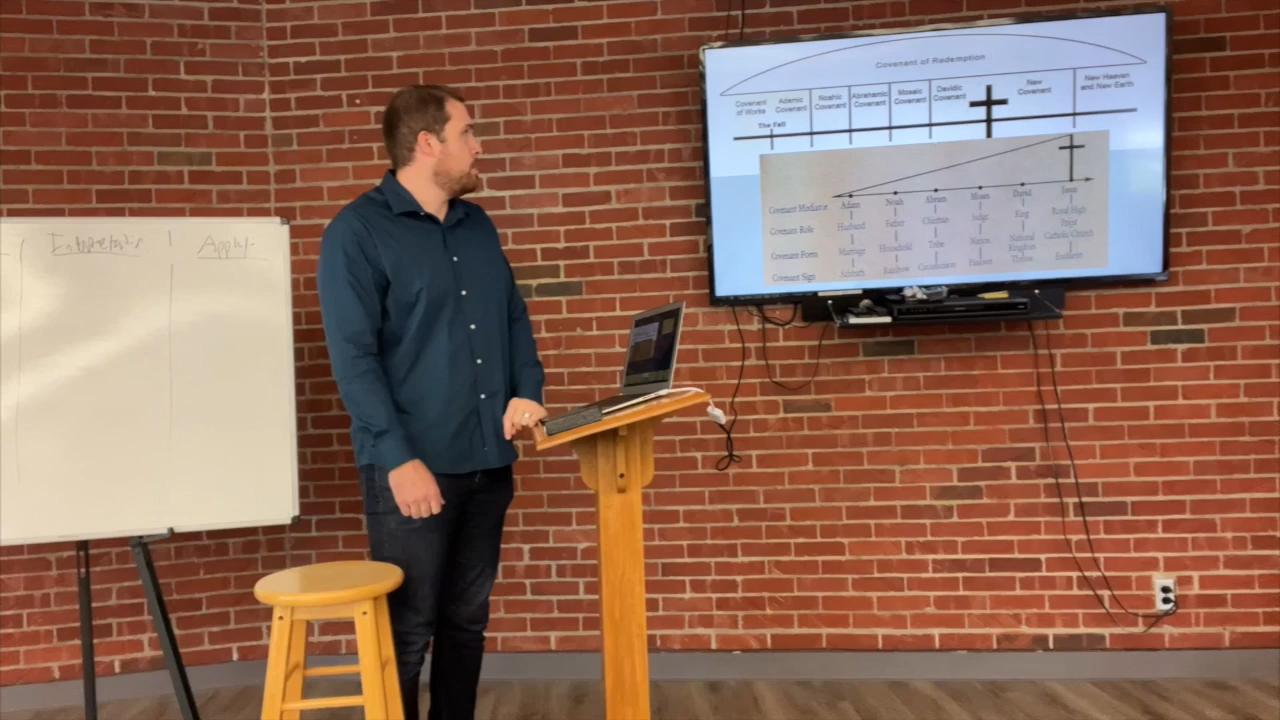 Interpretation Apply
Covenant of Redemption
Covenant of Works Adamic Covenant Noahic Covenant Abrahamic Covenant Mosaic Covenant Davidic Covenant New Covenant New Heaven and New Earth
The Fall
Covenant Mediator Adam Noah Abram Moses David Jesus
Covenant Role Husband Father Chieftain Judge King Royal High Priest
Covenant Form Marriage Household Tribe Nation National Kingdom Catholic Church
Covenant Sign Sabbath Rainbow Circumcision Passover Throne Eucharist